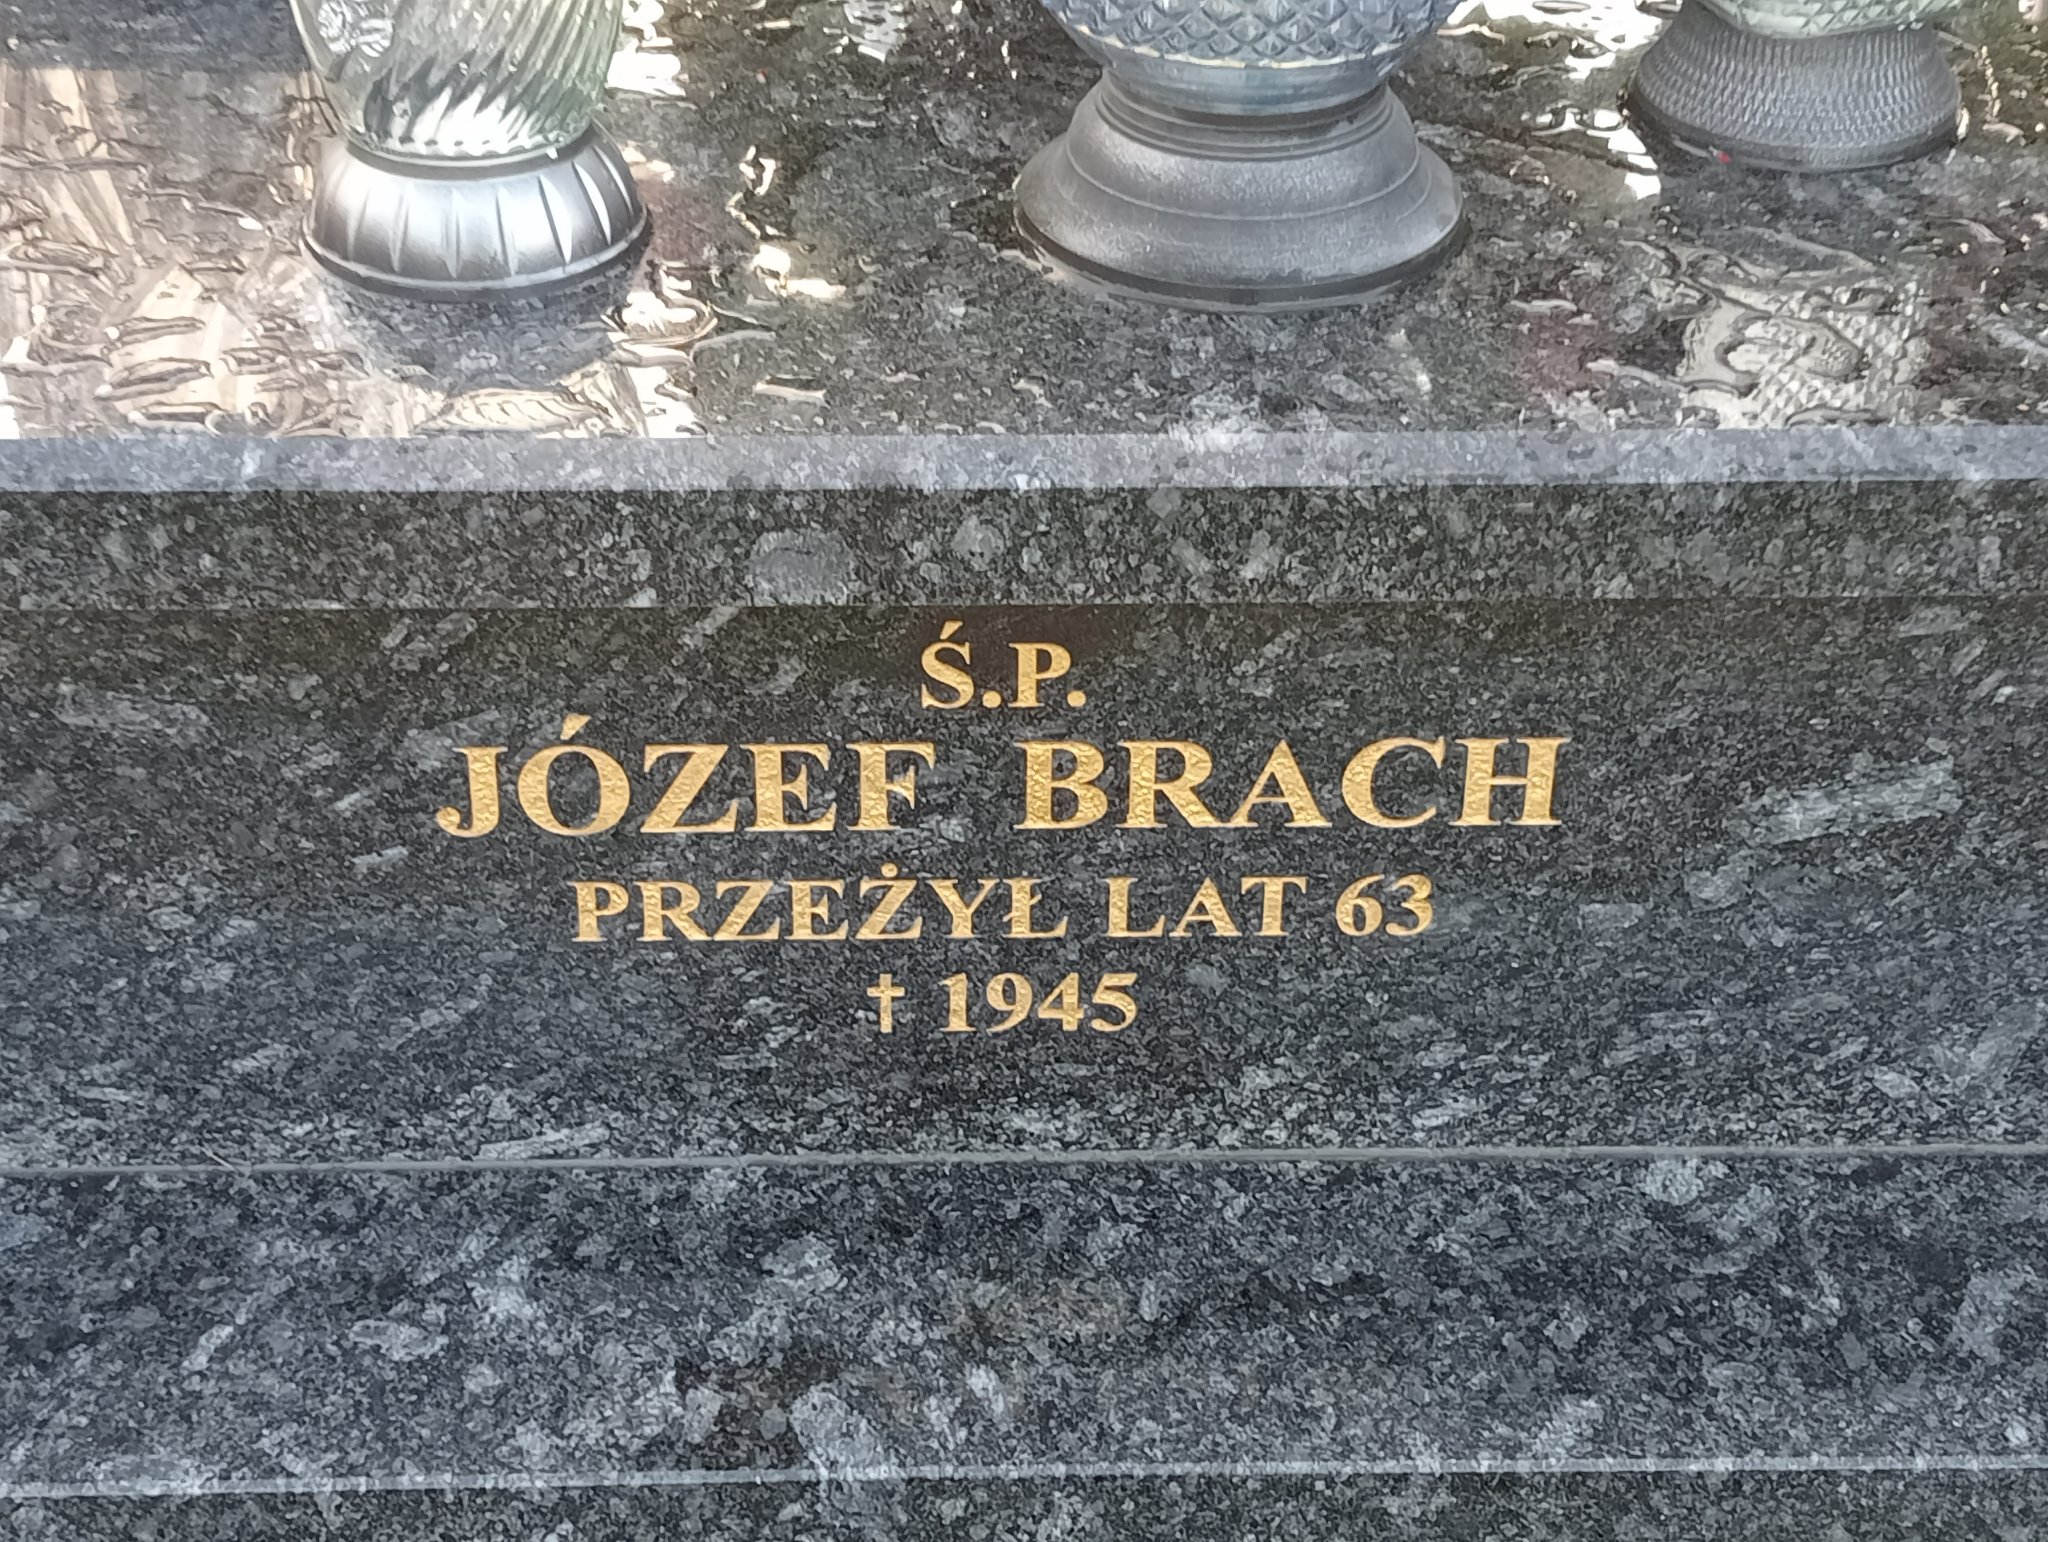 Ś.P.
JÓZEF BRACH
PRZEŻYŁ LAT 63
† 1945